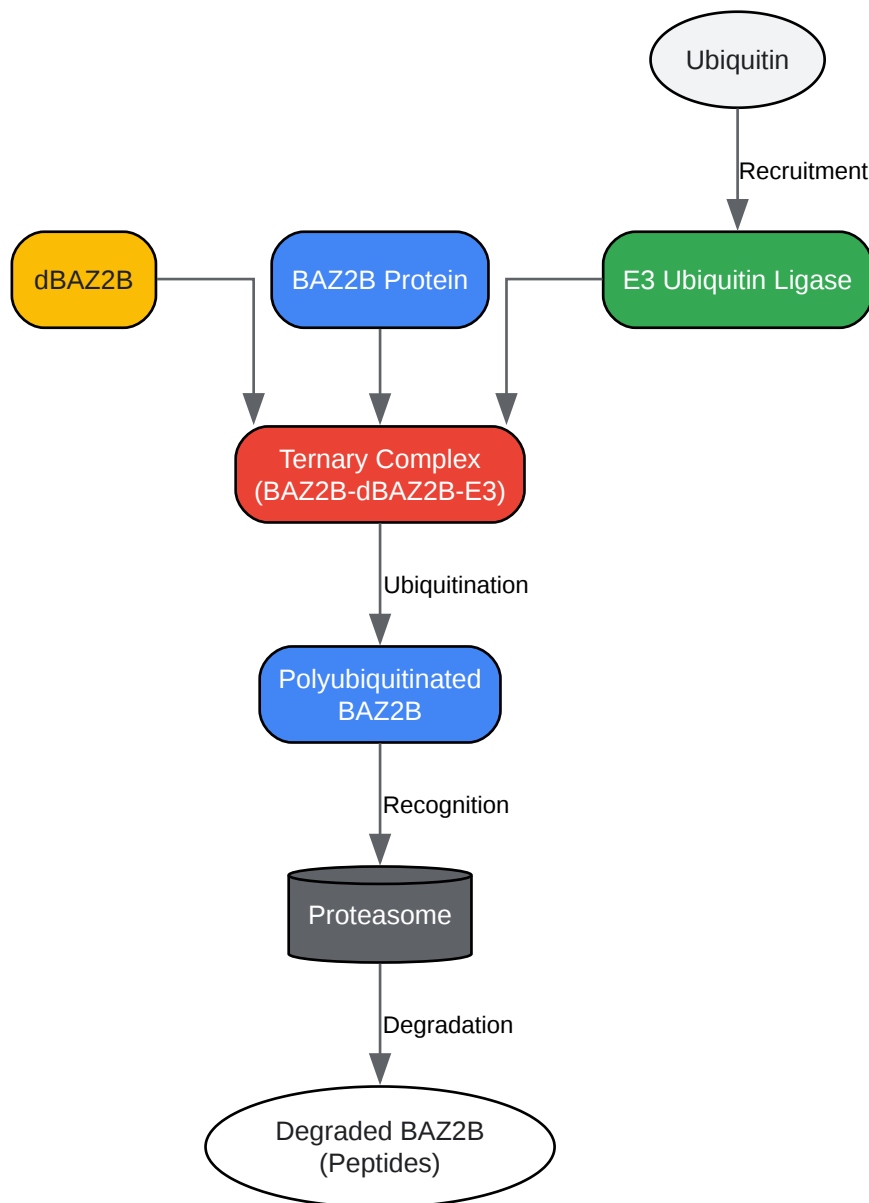 Ubiquitin
Recruitment
dBAZ2B
BAZ2B Protein
E3 Ubiquitin Ligase
Ternary Complex
(BAZ2B-dBAZ2B-E3)
Ubiquitination
Polyubiquitinated
BAZ2B
Recognition
Proteasome
Degradation
Degraded BAZ2B
(Peptides)